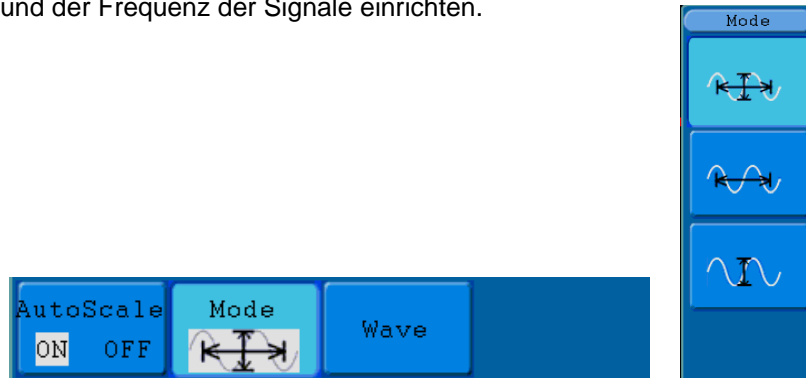 und der Frequenz der Signale einrichten.
Mode
AutoScale
ON OFF
Mode
Wave